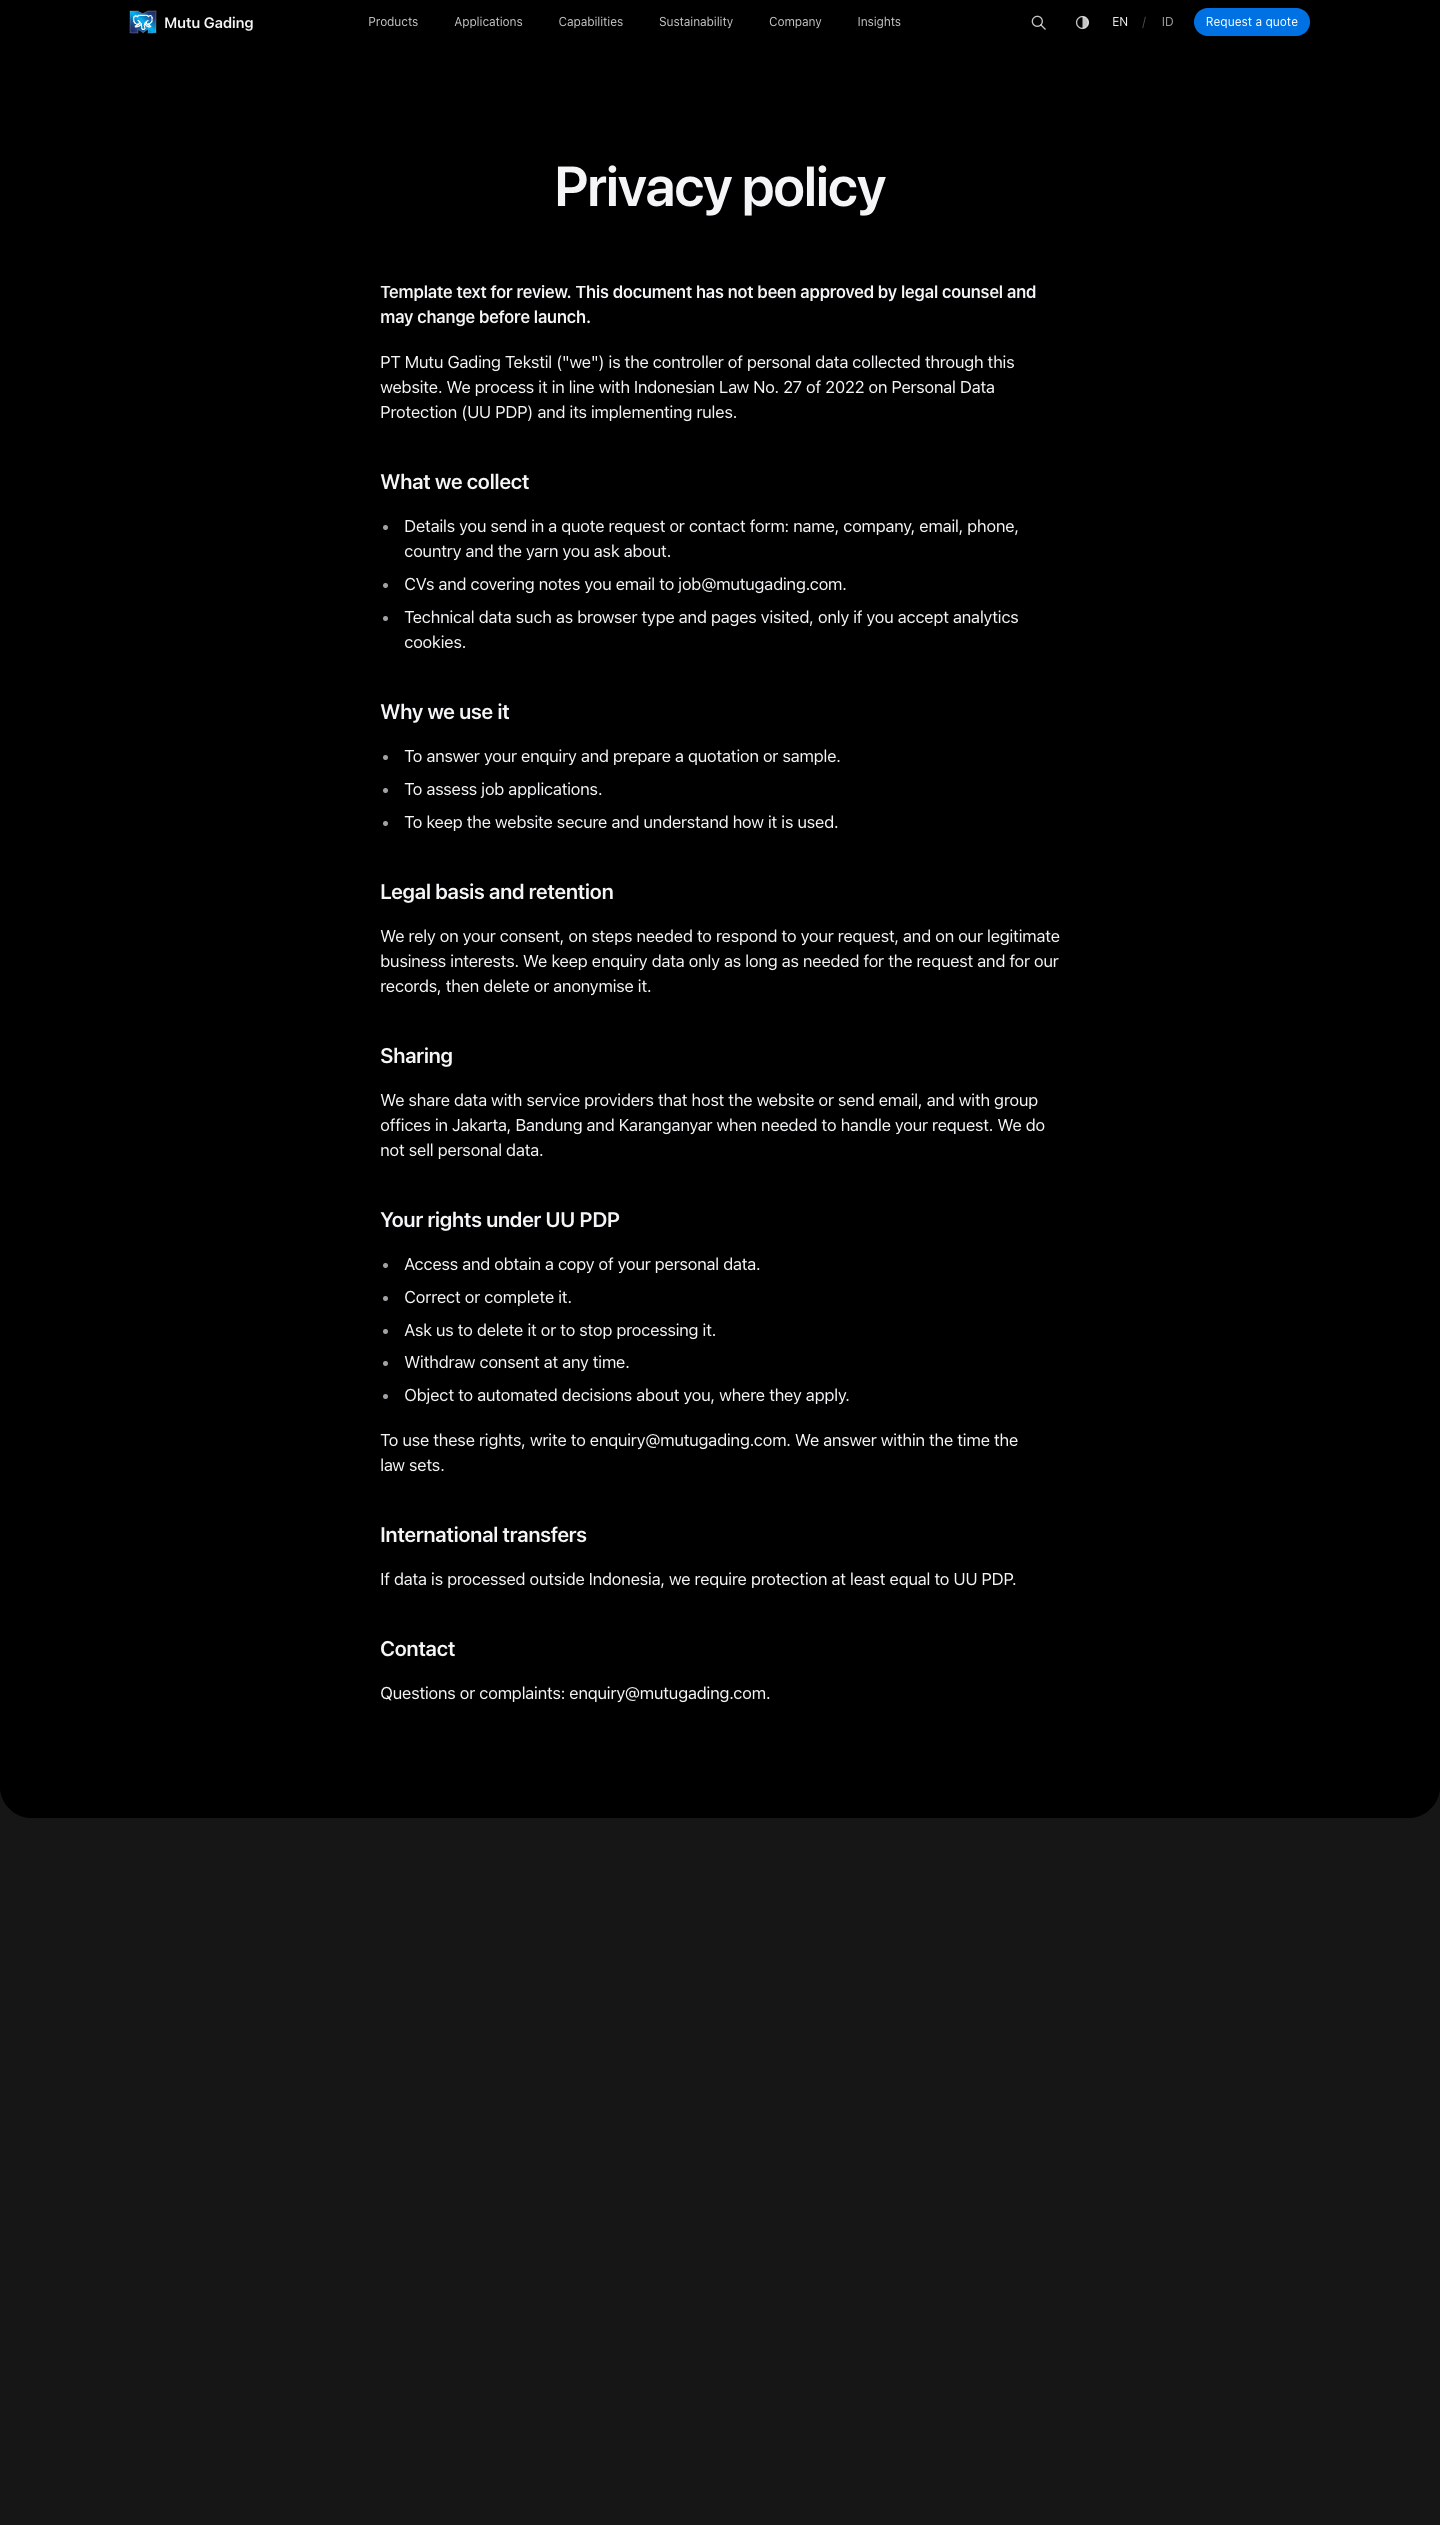 Mutu Gading
Products Applications Capabilities Sustainability Company Insights
EN / ID
Request a quote
Privacy policy
Template text for review. This document has not been approved by legal counsel and
may change before launch.
PT Mutu Gading Tekstil ("we") is the controller of personal data collected through this
website. We process it in line with Indonesian Law No. 27 of 2022 on Personal Data
Protection (UU PDP) and its implementing rules.
What we collect
• Details you send in a quote request or contact form: name, company, email, phone,
country and the yarn you ask about.
• CVs and covering notes you email to job@mutugading.com.
• Technical data such as browser type and pages visited, only if you accept analytics
cookies.
Why we use it
• To answer your enquiry and prepare a quotation or sample.
• To assess job applications.
• To keep the website secure and understand how it is used.
Legal basis and retention
We rely on your consent, on steps needed to respond to your request, and on our legitimate
business interests. We keep enquiry data only as long as needed for the request and for our
records, then delete or anonymise it.
Sharing
We share data with service providers that host the website or send email, and with group
offices in Jakarta, Bandung and Karanganyar when needed to handle your request. We do
not sell personal data.
Your rights under UU PDP
• Access and obtain a copy of your personal data.
• Correct or complete it.
• Ask us to delete it or to stop processing it.
• Withdraw consent at any time.
• Object to automated decisions about you, where they apply.
To use these rights, write to enquiry@mutugading.com. We answer within the time the
law sets.
International transfers
If data is processed outside Indonesia, we require protection at least equal to UU PDP.
Contact
Questions or complaints: enquiry@mutugading.com.